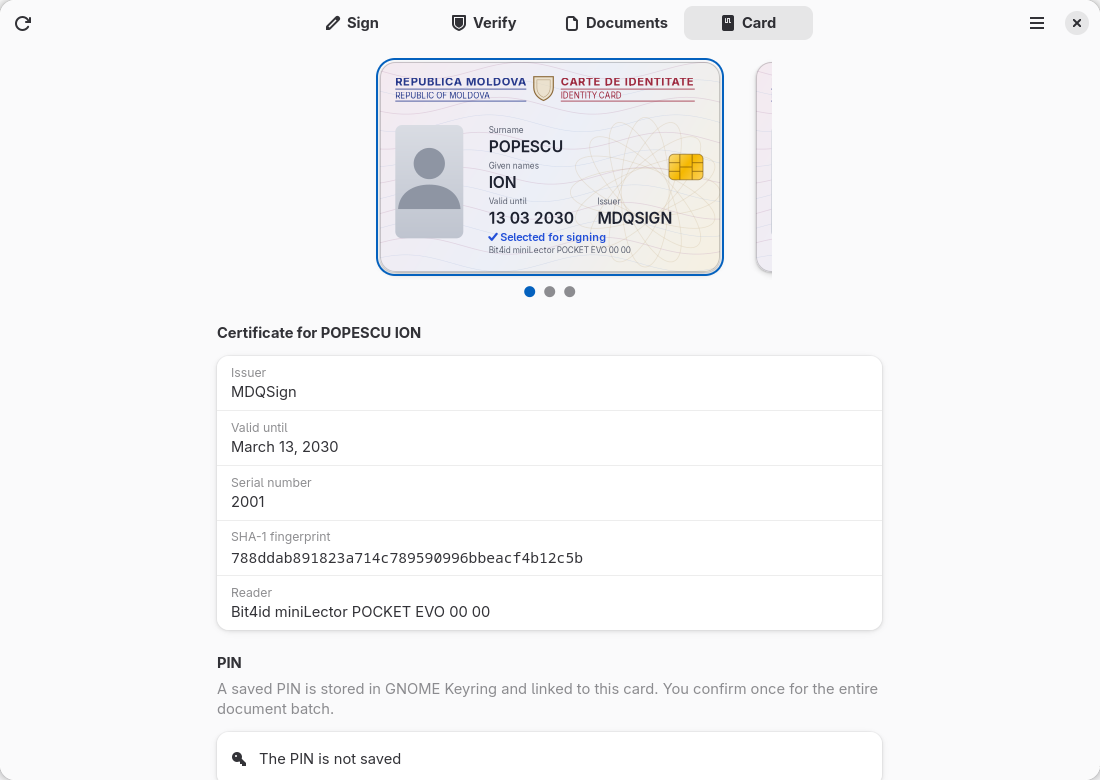 Sign
Verify
Documents
Card
REPUBLICA MOLDOVA
REPUBLIC OF MOLDOVA
CARTE DE IDENTITATE
IDENTITY CARD
Surname
POPESCU
Given names
ION
Valid until
Issuer
13 03 2030
MDQSIGN
Selected for signing
Bit4id miniLector POCKET EVO 00 00
Certificate for POPESCU ION
Issuer
MDQSign
Valid until
March 13, 2030
Serial number
2001
SHA-1 fingerprint
788ddab891823a714c789590996bbeacf4b12c5b
Reader
Bit4id miniLector POCKET EVO 00 00
PIN
A saved PIN is stored in GNOME Keyring and linked to this card. You confirm once for the entire
document batch.
The PIN is not saved